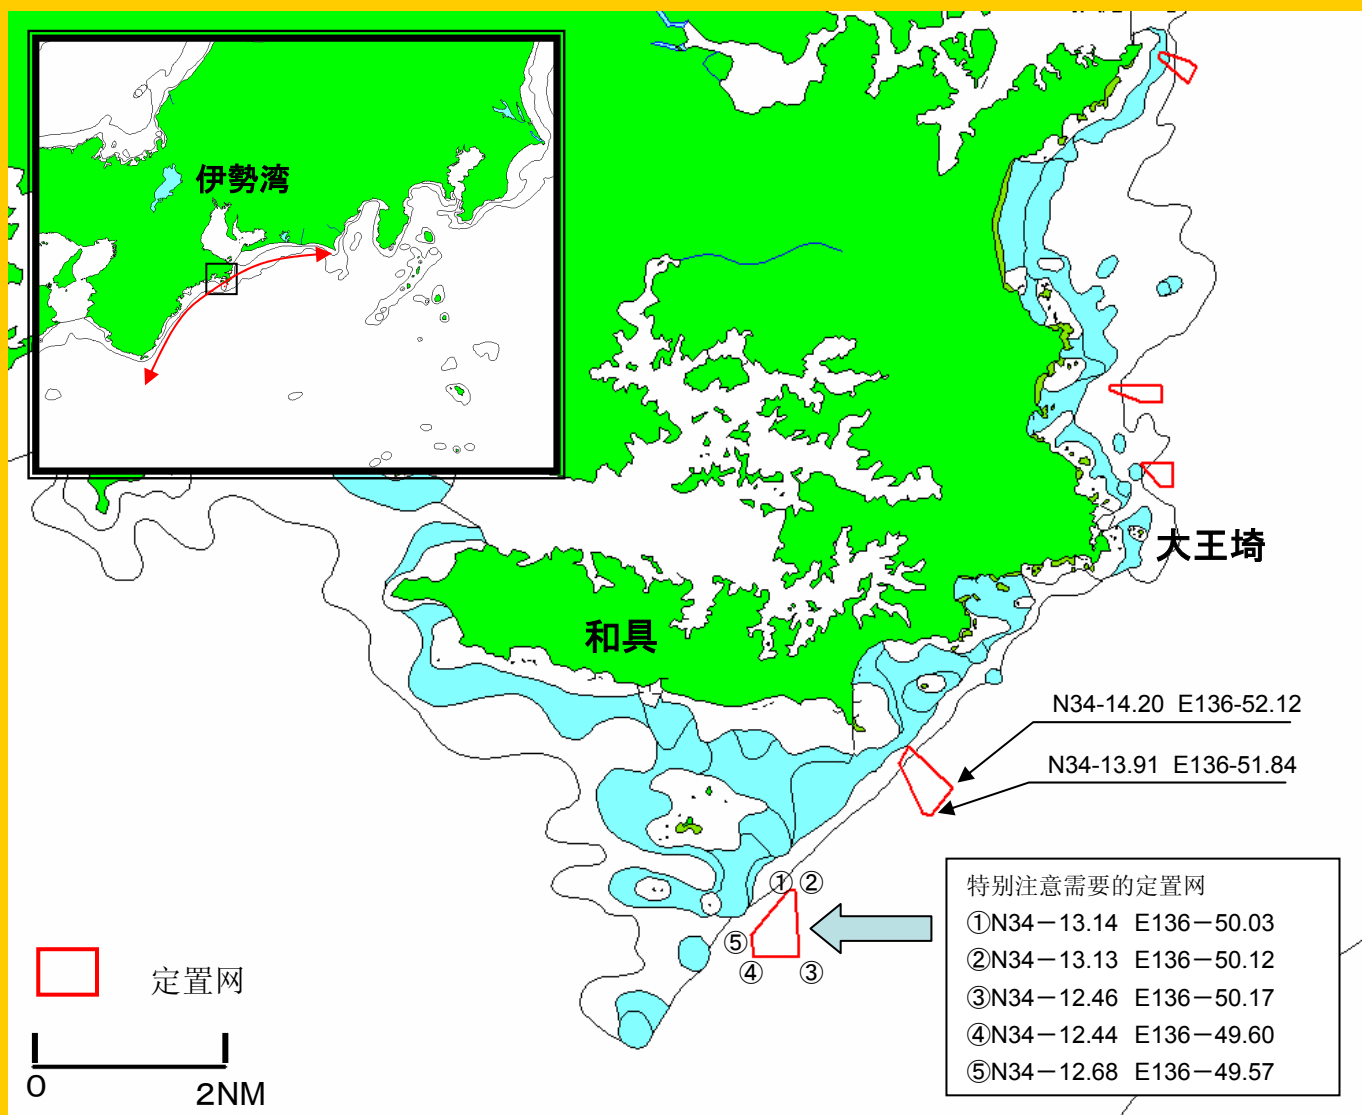 伊勢湾
大王埼
和具
N34-14.20 E136-52.12
N34-13.91 E136-51.84
① ②
⑤
④ ③
特别注意需要的定置网
①N34－13.14 E136－50.03
②N34－13.13 E136－50.12
③N34－12.46 E136－50.17
④N34－12.44 E136－49.60
⑤N34－12.68 E136－49.57
定置网
0 2NM